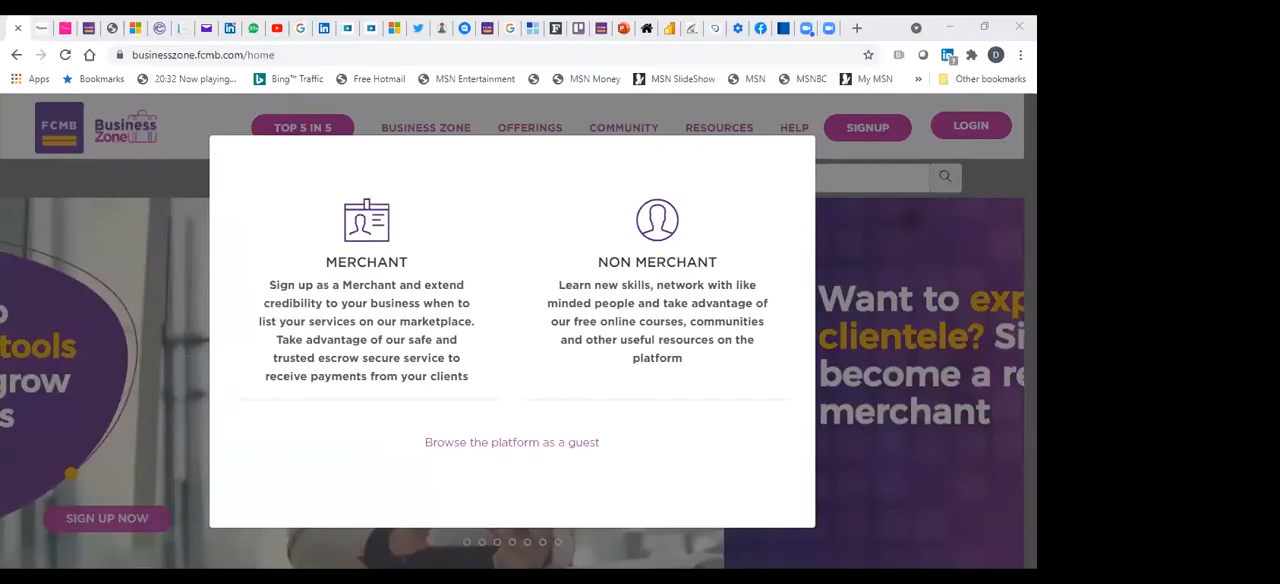 businesszone.fcmb.com/home
Apps Bookmarks 20:32 Now playing... Bing™ Traffic Free Hotmail MSN Entertainment MSN Money MSN SlideShow MSN MSNBC My MSN » Other bookmarks
FCMB Business Zone
TOP 5 IN 5 BUSINESS ZONE OFFERINGS COMMUNITY RESOURCES HELP SIGNUP LOGIN
MERCHANT
Sign up as a Merchant and extend
credibility to your business when to
list your services on our marketplace.
Take advantage of our safe and
trusted escrow secure service to
receive payments from your clients
NON MERCHANT
Learn new skills, network with like
minded people and take advantage of
our free online courses, communities
and other useful resources on the
platform
Browse the platform as a guest
tools
grow
s
SIGN UP NOW
Want to exp
clientele? Si
become a re
merchant